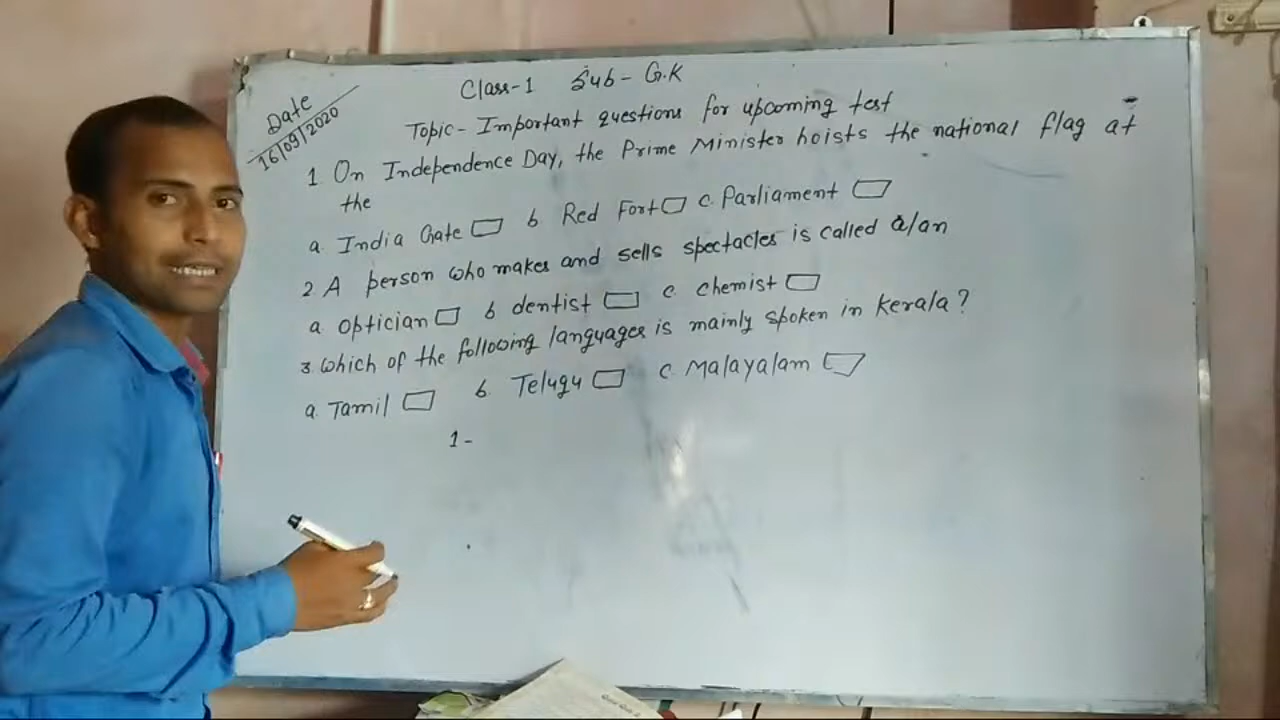 Date
16/09/2020
Class-1 Sub- G.K
Topic- Important questions for upcoming test
1. On Independence Day, the Prime Minister hoists the national flag at
the
a. India Gate b Red Fort c. Parliament
2. A person who makes and sells spectacles is called a/an
a. optician b dentist c. chemist
3. Which of the following languages is mainly spoken in Kerala?
a. Tamil b. Telugu c. Malayalam
1-